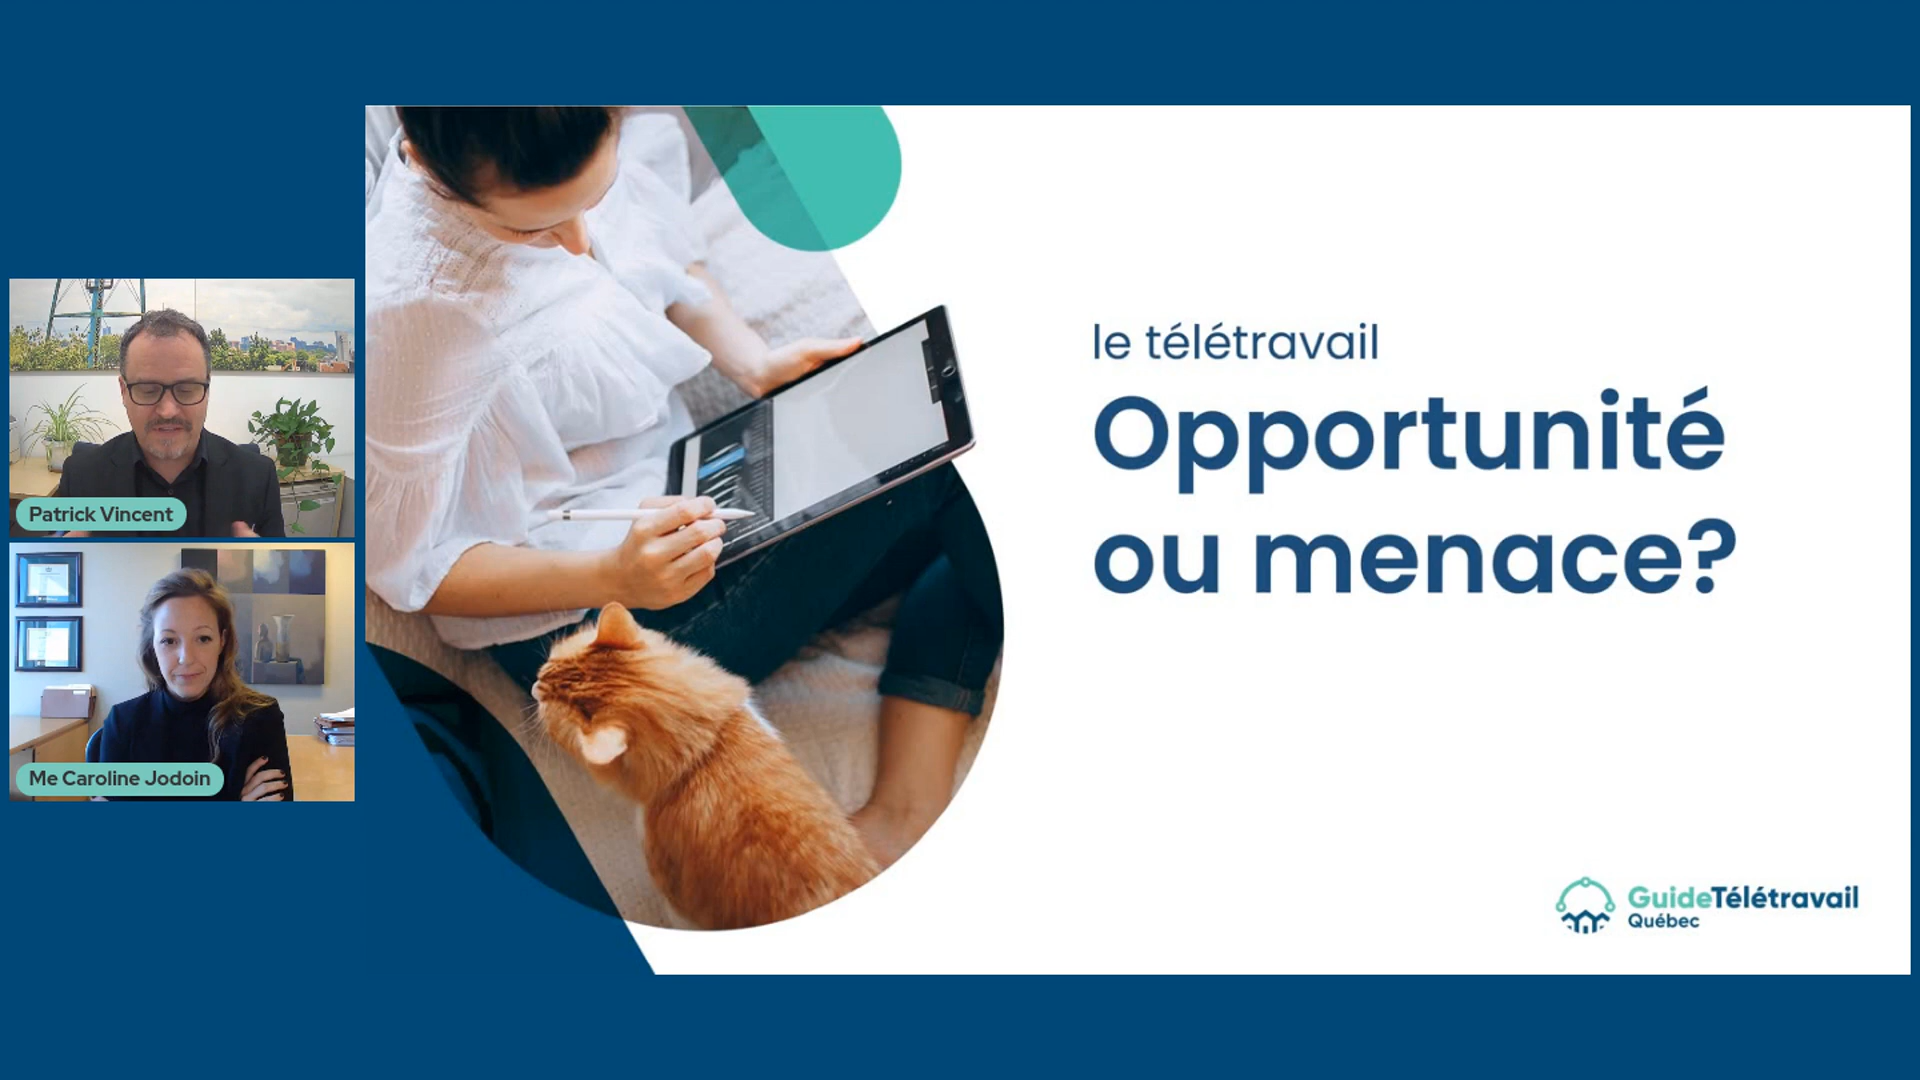 Patrick Vincent
Me Caroline Jodoin
le télétravail
Opportunité
ou menace?
GuideTélétravail
Québec